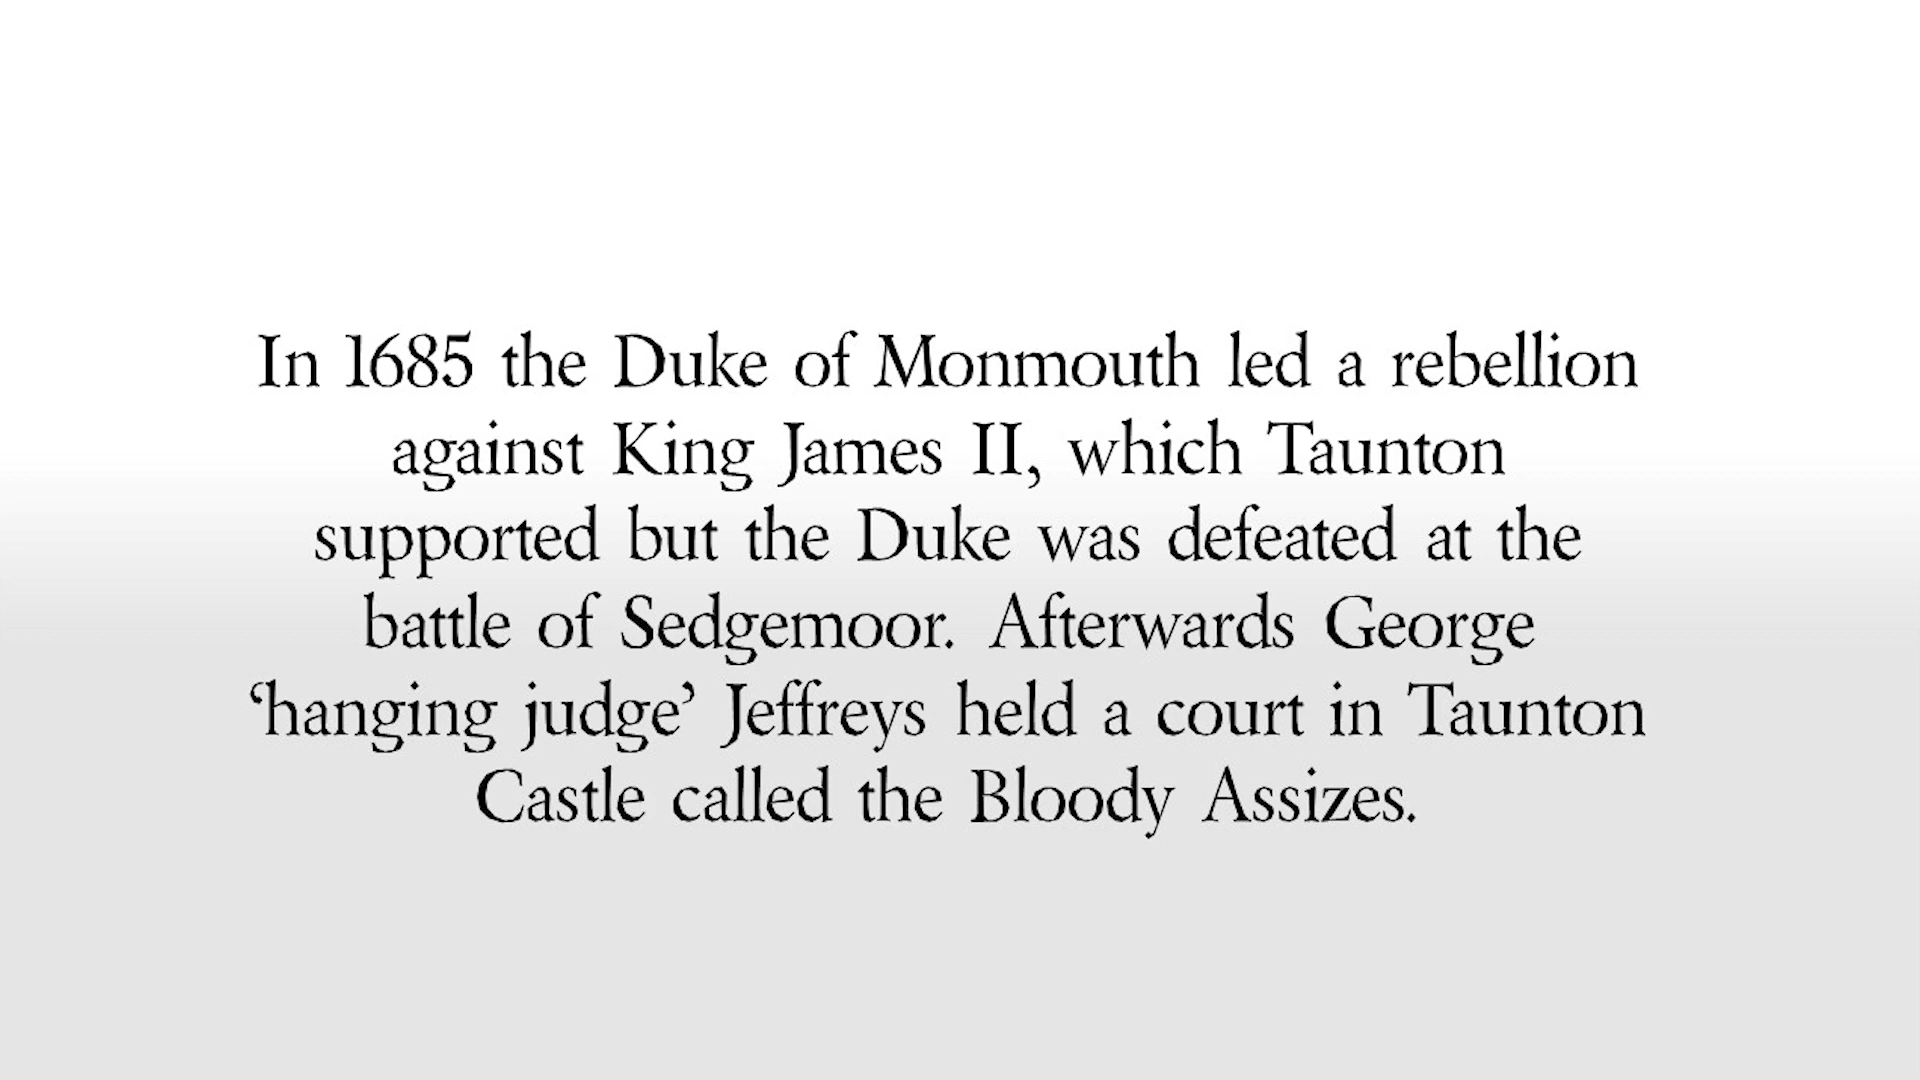 In 1685 the Duke of Monmouth led a rebellion
against King James II, which Taunton
supported but the Duke was defeated at the
battle of Sedgemoor. Afterwards George
‘hanging judge’ Jeffreys held a court in Taunton
Castle called the Bloody Assizes.